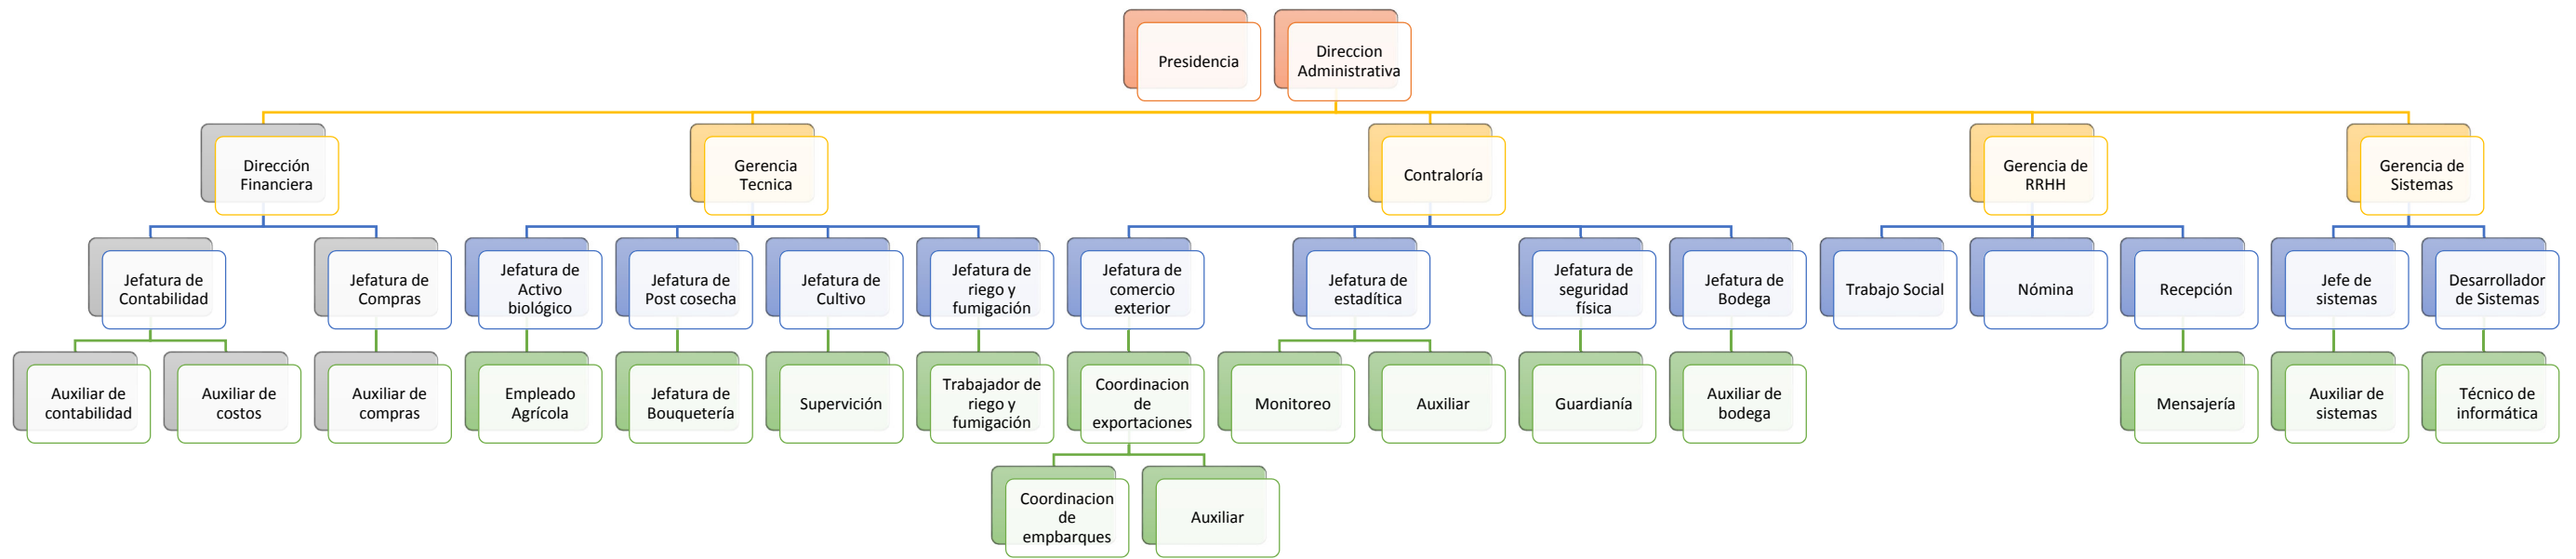 Presidencia
Direccion
Administrativa
Dirección
Financiera
Gerencia
Tecnica
Contraloría
Gerencia de
RRHH
Gerencia de
Sistemas
Jefatura de
Contabilidad
Jefatura de
Compras
Jefatura de
Activo
biológico
Jefatura de
Post cosecha
Jefatura de
Cultivo
Jefatura de
riego y
fumigación
Jefatura de
comercio
exterior
Jefatura de
estadítica
Jefatura de
seguridad
física
Jefatura de
Bodega
Trabajo Social
Nómina
Recepción
Jefe de
sistemas
Desarrollador
de Sistemas
Auxiliar de
contabilidad
Auxiliar de
costos
Auxiliar de
compras
Empleado
Agrícola
Jefatura de
Bouquetería
Supervición
Trabajador de
riego y
fumigación
Coordinacion
de
exportaciones
Monitoreo
Auxiliar
Guardianía
Auxiliar de
bodega
Mensajería
Auxiliar de
sistemas
Técnico de
informática
Coordinacion
de
empbarques
Auxiliar